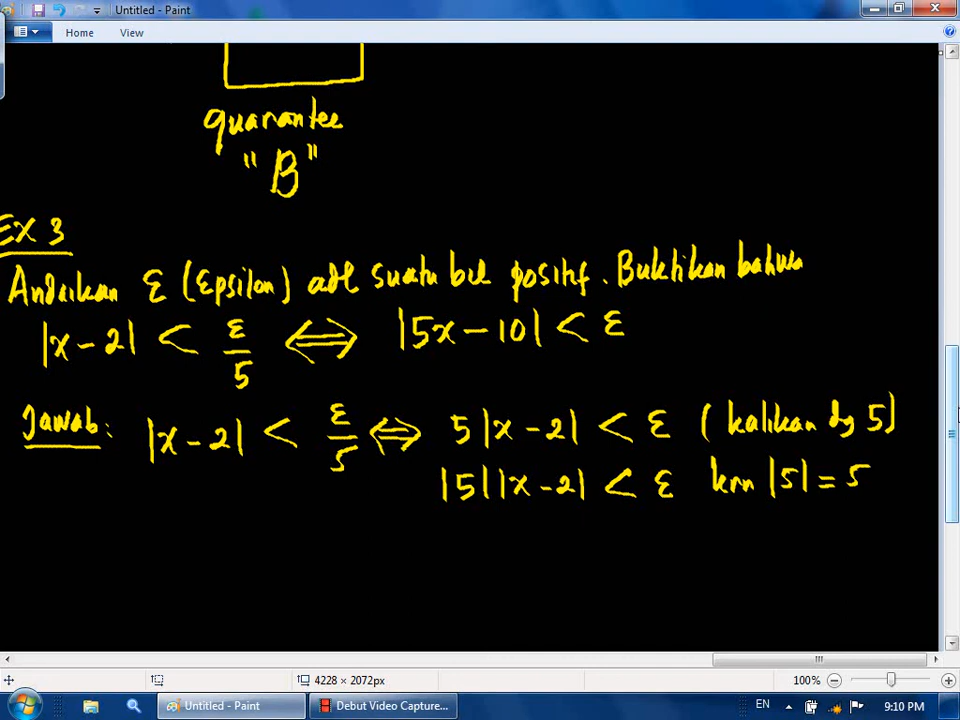 Untitled - Paint
Home View
quarantee
"B"
EX 3
Andaikan ε (Epsilon) adl suatu bil positif. Buktikan bahwa
|x - 2| < ε/5 ⟺ |5x - 10| < ε
Jawab: |x - 2| < ε/5 ⟺ 5|x - 2| < ε (kalikan dg 5)
|5||x - 2| < ε krn |5| = 5
4228 × 2072px 100%
Untitled - Paint Debut Video Capture... EN 9:10 PM